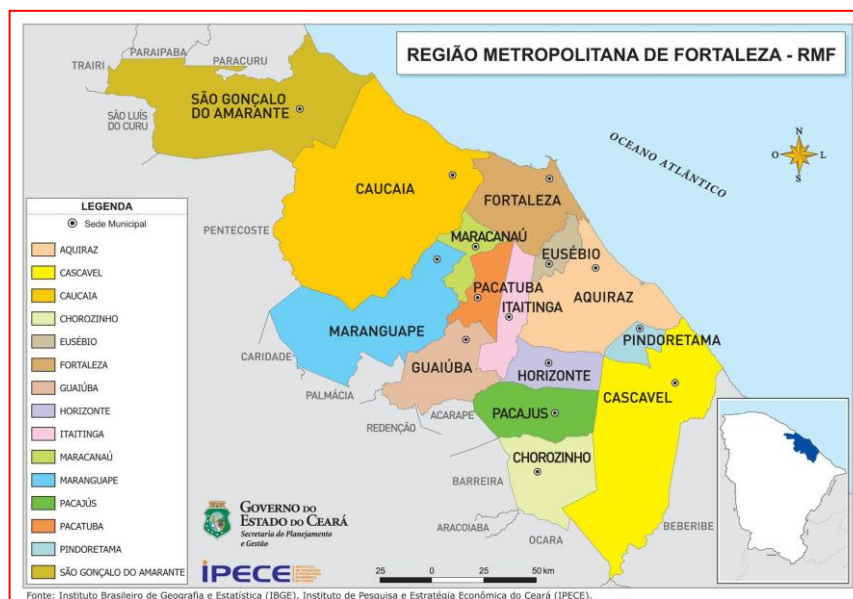 REGIÃO METROPOLITANA DE FORTALEZA - RMF
PARAIPABA
TRAIRI
PARACURU
SÃO GONÇALO
DO AMARANTE
SÃO LUÍS
DO CURU
OCEANO ATLÂNTICO
N
O
L
S
CAUCAIA
FORTALEZA
PENTECOSTE
MARACANAÚ
EUSÉBIO
PACATUBA
ITAITINGA
AQUIRAZ
MARANGUAPE
PINDORETAMA
CARIDADE
GUAIÚBA
HORIZONTE
PALMÁCIA
CASCAVEL
ACARAPE
REDENÇÃO
PACAJUS
CHOROZINHO
BARREIRA
ARACOIABA
OCARA
BEBERIBE
LEGENDA
Sede Municipal
AQUIRAZ
CASCAVEL
CAUCAIA
CHOROZINHO
EUSÉBIO
FORTALEZA
GUAIÚBA
HORIZONTE
ITAITINGA
MARACANAÚ
MARANGUAPE
PACAJÚS
PACATUBA
PINDORETAMA
SÃO GONÇALO DO AMARANTE
GOVERNO DO
ESTADO DO CEARÁ
Secretaria do Planejamento
e Gestão
IPECE
25 0 25 50 km
Fonte: Instituto Brasileiro de Geografia e Estatística (IBGE), Instituto de Pesquisa e Estratégia Econômica do Ceará (IPECE).